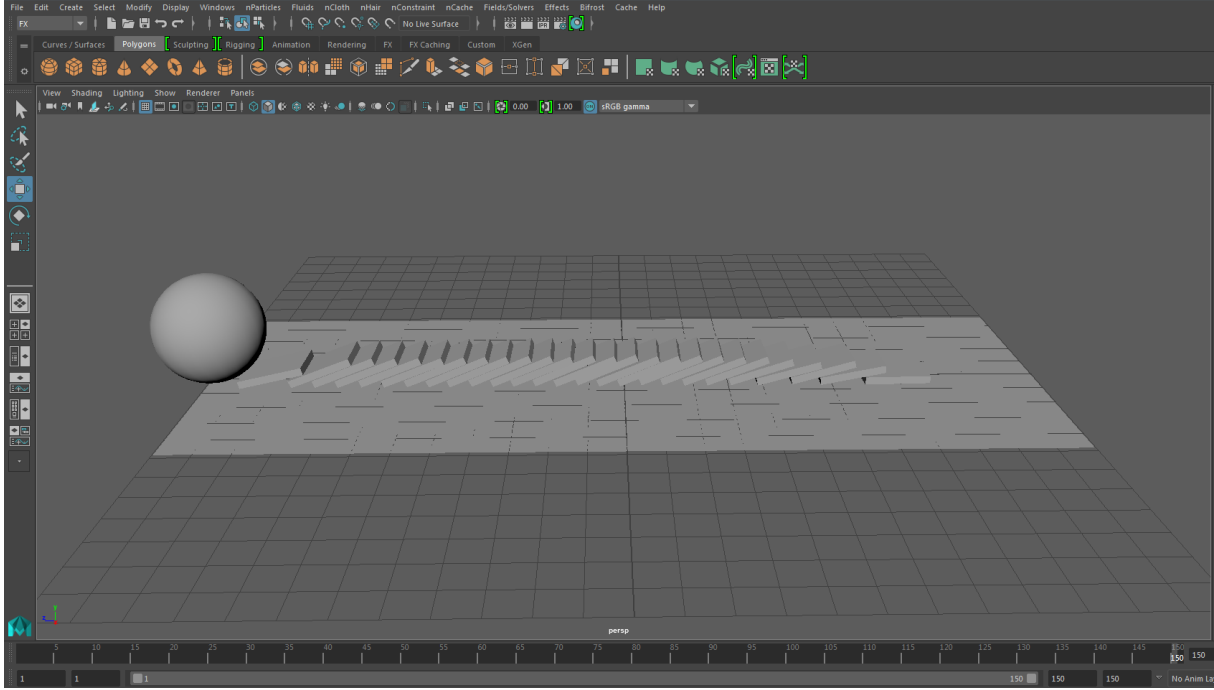 File Edit Create Select Modify Display Windows nParticles Fluids nCloth nHair nConstraint nCache Fields/Solvers Effects Bifrost Cache Help
FX No Live Surface
Curves / Surfaces Polygons Sculpting Rigging Animation Rendering FX FX Caching Custom XGen
View Shading Lighting Show Renderer Panels
0.00 1.00 sRGB gamma
y
z
persp
5 10 15 20 25 30 35 40 45 50 55 60 65 70 75 80 85 90 95 100 105 110 115 120 125 130 135 140 145 150
150 150
1 1 1 150 150 150 No Anim La